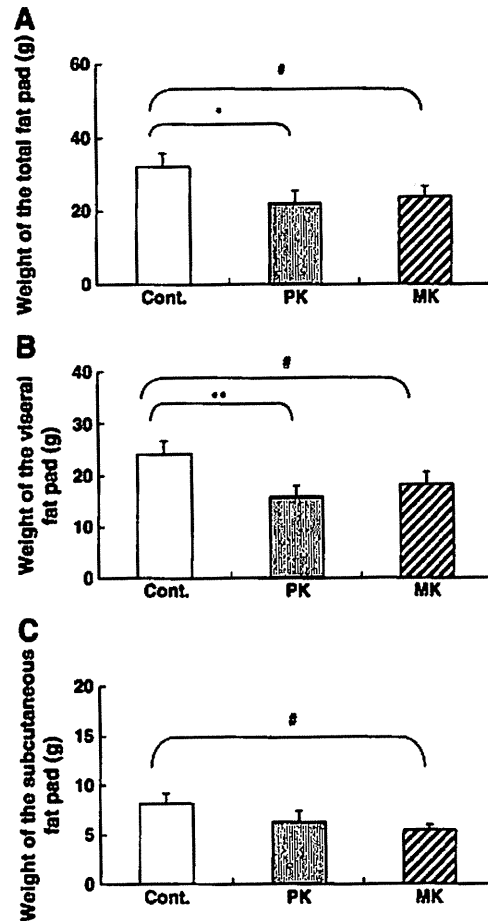 A
Weight of the total fat pad (g)
60
40
20
0
#
*
Cont. PK MK
B
Weight of the viseral
fat pad (g)
40
30
20
10
0
#
**
Cont. PK MK
C
Weight of the subcutaneous
fat pad (g)
20
15
10
5
0
#
Cont. PK MK